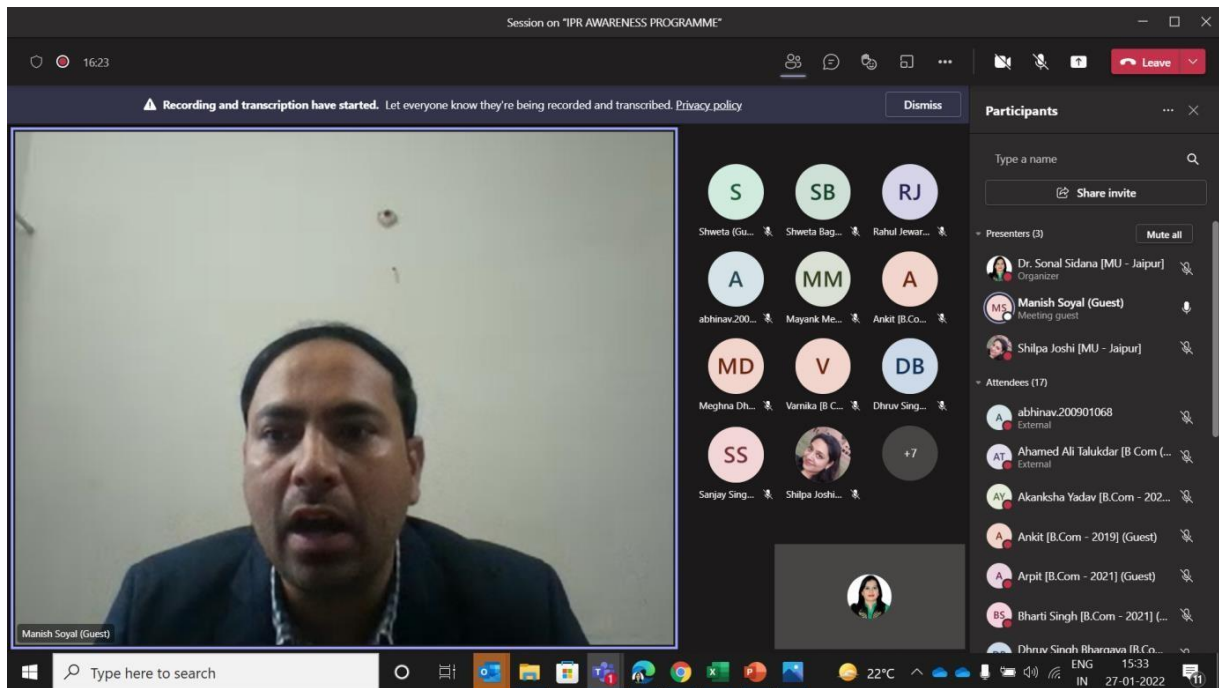 Session on "IPR AWARENESS PROGRAMME"
16:23
Leave
Recording and transcription have started. Let everyone know they're being recorded and transcribed. Privacy policy
Dismiss
Manish Soyal (Guest)
S
SB
RJ
Shweta (Gu...
Shweta Bag...
Rahul Jewar...
A
MM
A
abhinav.200...
Mayank Me...
Ankit [B.Co...
MD
V
DB
Meghna Dh...
Varnika [B C...
Dhruv Sing...
SS
+7
Sanjay Sing...
Shilpa Joshi...
Participants
Type a name
Share invite
Presenters (3)
Mute all
Dr. Sonal Sidana [MU - Jaipur]
Organizer
MS
Manish Soyal (Guest)
Meeting guest
Shilpa Joshi [MU - Jaipur]
Attendees (17)
A
abhinav.200901068
External
AT
Ahamed Ali Talukdar [B Com (...
External
AY
Akanksha Yadav [B.Com - 202...
A
Ankit [B.Com - 2019] (Guest)
A
Arpit [B.Com - 2021] (Guest)
BS
Bharti Singh [B.Com - 2021] (...
Dhruv Singh Bhargava [B.Co...
Type here to search
22°C
ENG
IN
15:33
27-01-2022
11